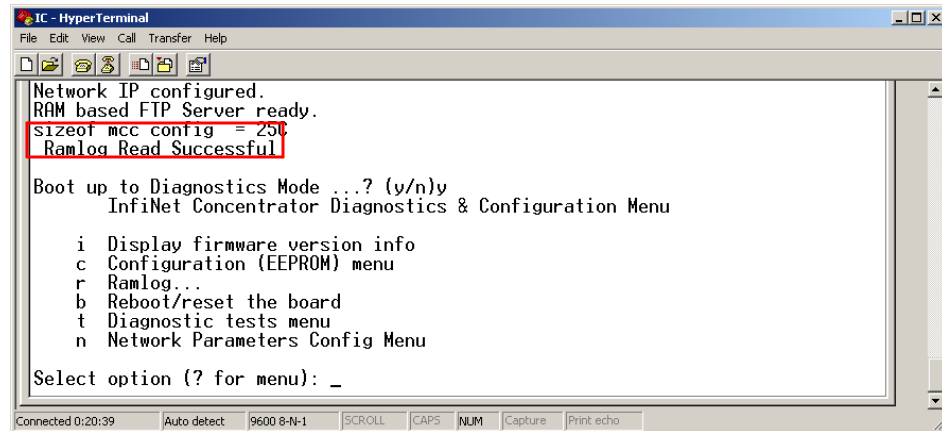 IC - HyperTerminal
File Edit View Call Transfer Help
Network IP configured.
RAM based FTP Server ready.
sizeof mcc config = 25C
Ramlog Read Successful
Boot up to Diagnostics Mode ...? (y/n)y
InfiNet Concentrator Diagnostics & Configuration Menu
i Display firmware version info
c Configuration (EEPROM) menu
r Ramlog...
b Reboot/reset the board
t Diagnostic tests menu
n Network Parameters Config Menu
Select option (? for menu): _
Connected 0:20:39 Auto detect 9600 8-N-1 SCROLL CAPS NUM Capture Print echo